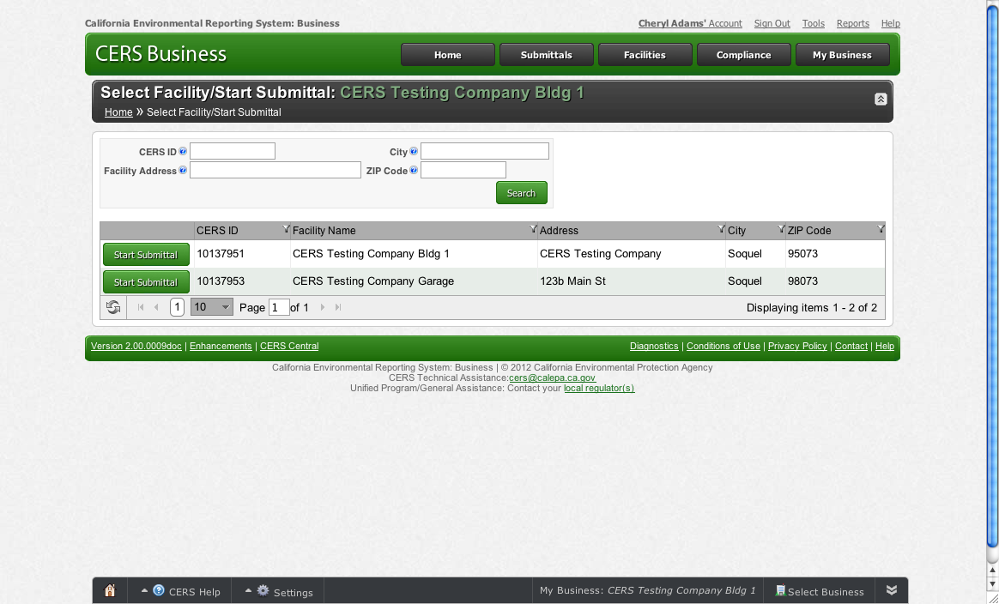 California Environmental Reporting System: Business Cheryl Adams' Account Sign Out Tools Reports Help
CERS Business Home Submittals Facilities Compliance My Business
Select Facility/Start Submittal: CERS Testing Company Bldg 1
Home » Select Facility/Start Submittal
CERS ID City
Facility Address ZIP Code
Search
CERS ID Facility Name Address City ZIP Code
Start Submittal 10137951 CERS Testing Company Bldg 1 CERS Testing Company Soquel 95073
Start Submittal 10137953 CERS Testing Company Garage 123b Main St Soquel 98073
1 10 Page 1 of 1 Displaying items 1 - 2 of 2
Version 2.00.0009doc | Enhancements | CERS Central Diagnostics | Conditions of Use | Privacy Policy | Contact | Help
California Environmental Reporting System: Business | © 2012 California Environmental Protection Agency
CERS Technical Assistance:cers@calepa.ca.gov
Unified Program/General Assistance: Contact your local regulator(s)
CERS Help Settings My Business: CERS Testing Company Bldg 1 Select Business